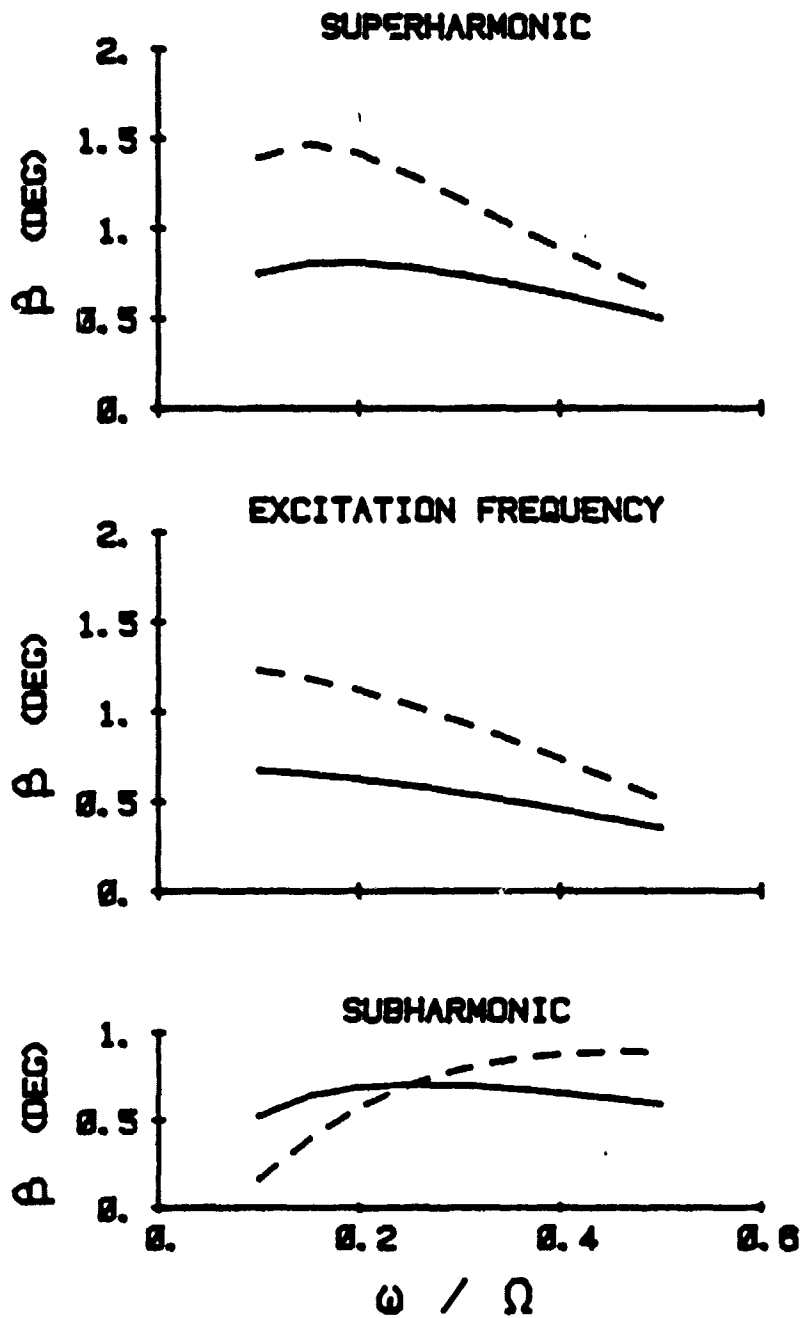 SUPERHARMONIC
2.
1.5
1.
0.5
0.
β (DEG)
EXCITATION FREQUENCY
2.
1.5
1.
0.5
0.
β (DEG)
SUBHARMONIC
1.
0.5
0.
β (DEG)
0. 0.2 0.4 0.6
ω / Ω